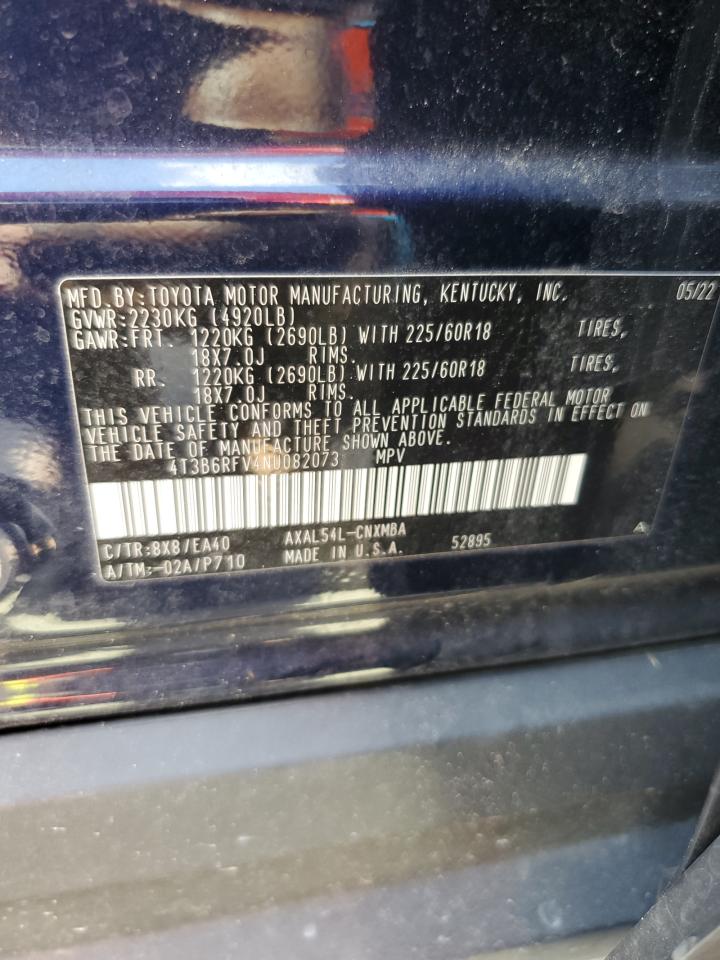 MFD.BY:TOYOTA MOTOR MANUFACTURING, KENTUCKY, INC. 05/22
GVWR:2230KG (4920LB)
GAWR:FRT. 1220KG (2690LB) WITH 225/60R18 TIRES,
18X7.0J RIMS.
RR. 1220KG (2690LB) WITH 225/60R18 TIRES,
18X7.0J RIMS.
THIS VEHICLE CONFORMS TO ALL APPLICABLE FEDERAL MOTOR
VEHICLE SAFETY AND THEFT PREVENTION STANDARDS IN EFFECT ON
THE DATE OF MANUFACTURE SHOWN ABOVE.
4T3B6RFV4NU082073 MPV
C/TR:8X8/EA40 AXAL54L-CNXMBA
A/TM:-02A/P710 MADE IN U.S.A. 52895